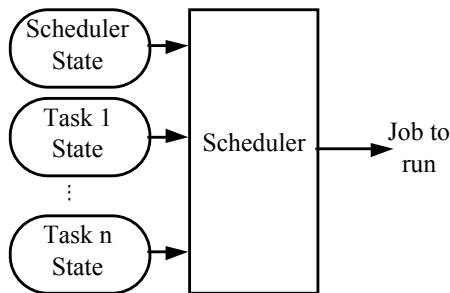 Scheduler
State
Task 1
State
⋮
Task n
State
Scheduler
Job to
run